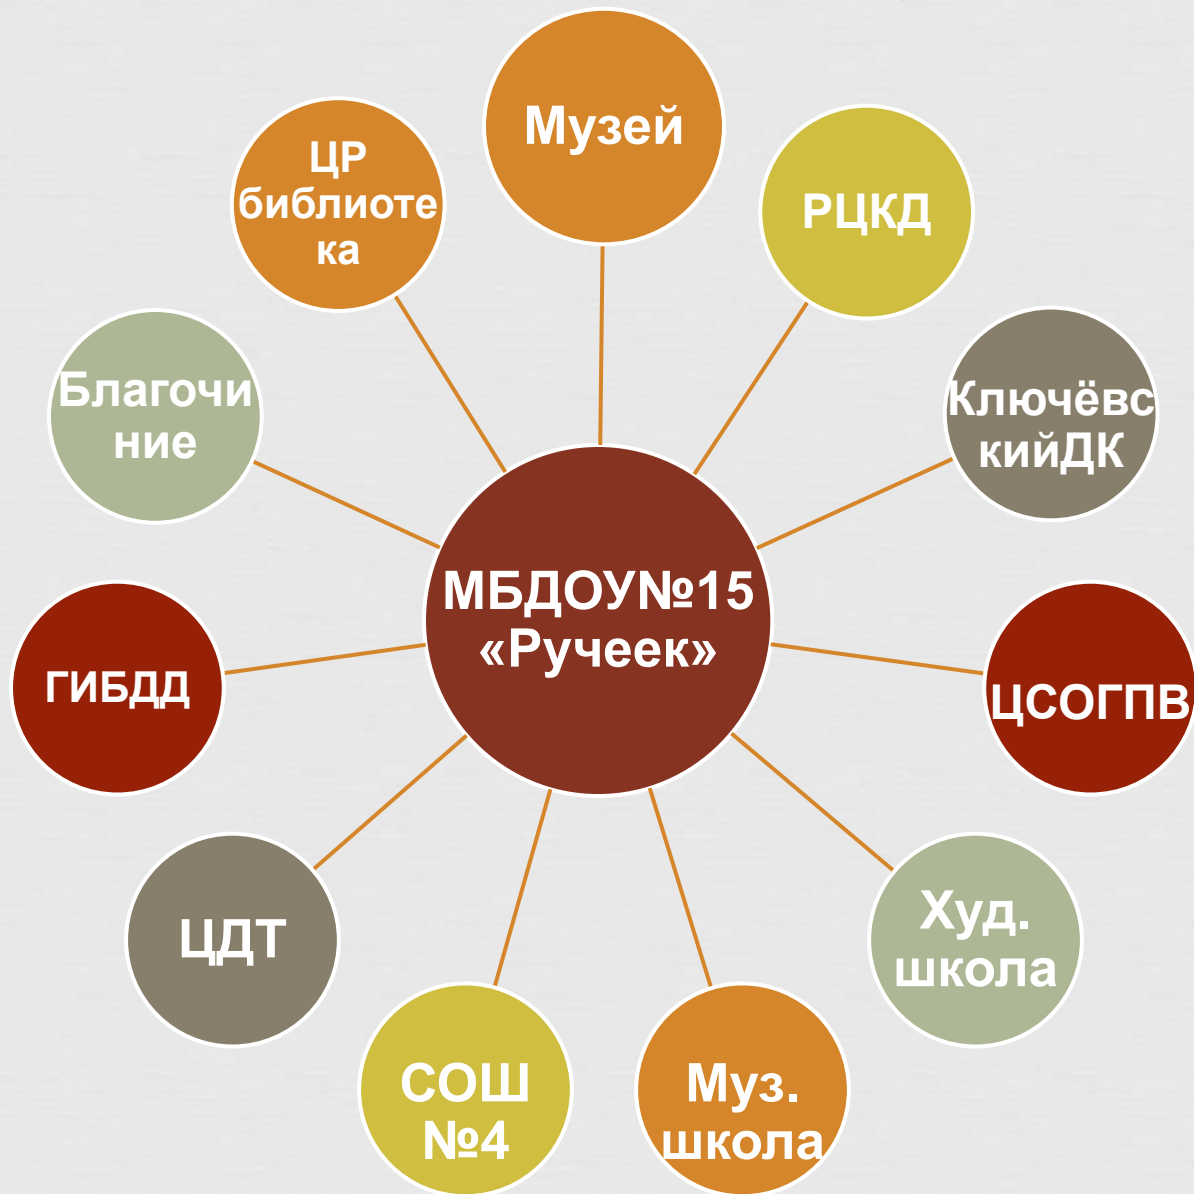 Музей
ЦР
библиоте
ка
РЦКД
Благочи
ние
Ключёвс
кийДК
МБДОУ№15
«Ручеек»
ГИБДД
ЦСОГПВ
ЦДТ
Худ.
школа
СОШ
№4
Муз.
школа